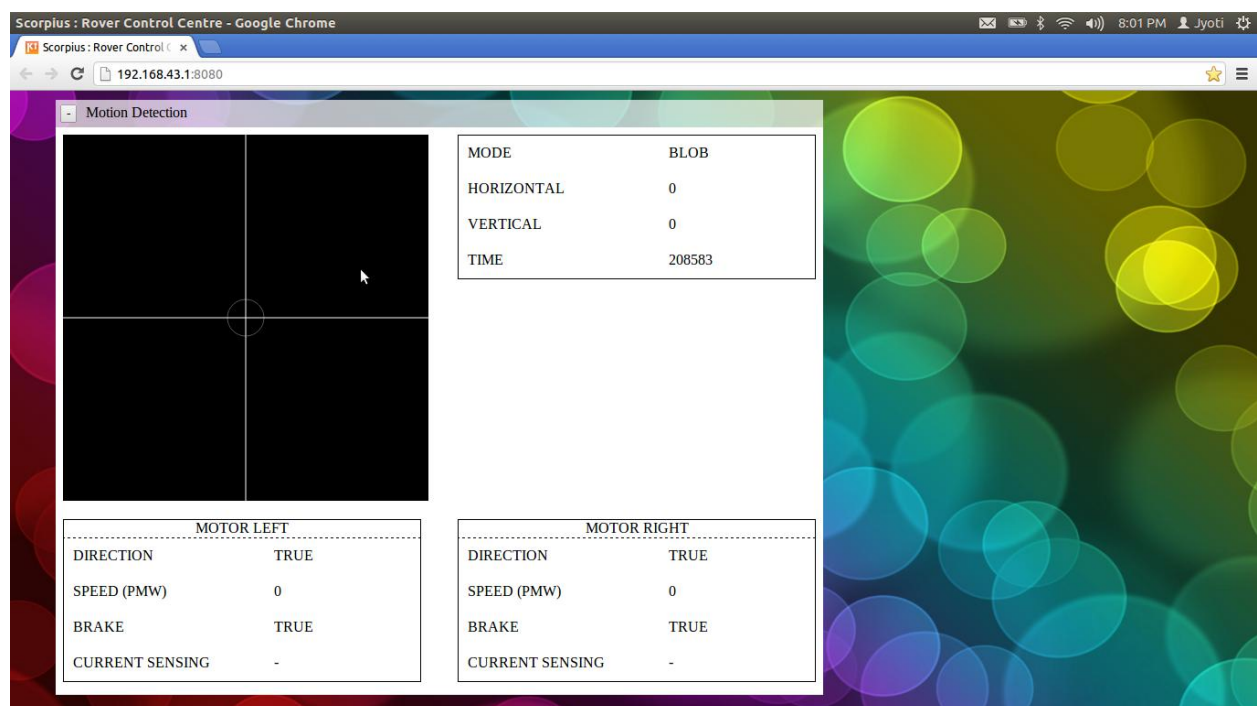 Scorpius : Rover Control Centre - Google Chrome
8:01 PM Jyoti
Scorpius : Rover Control C
192.168.43.1:8080
- Motion Detection
MODE BLOB
HORIZONTAL 0
VERTICAL 0
TIME 208583
MOTOR LEFT
DIRECTION TRUE
SPEED (PMW) 0
BRAKE TRUE
CURRENT SENSING -
MOTOR RIGHT
DIRECTION TRUE
SPEED (PMW) 0
BRAKE TRUE
CURRENT SENSING -